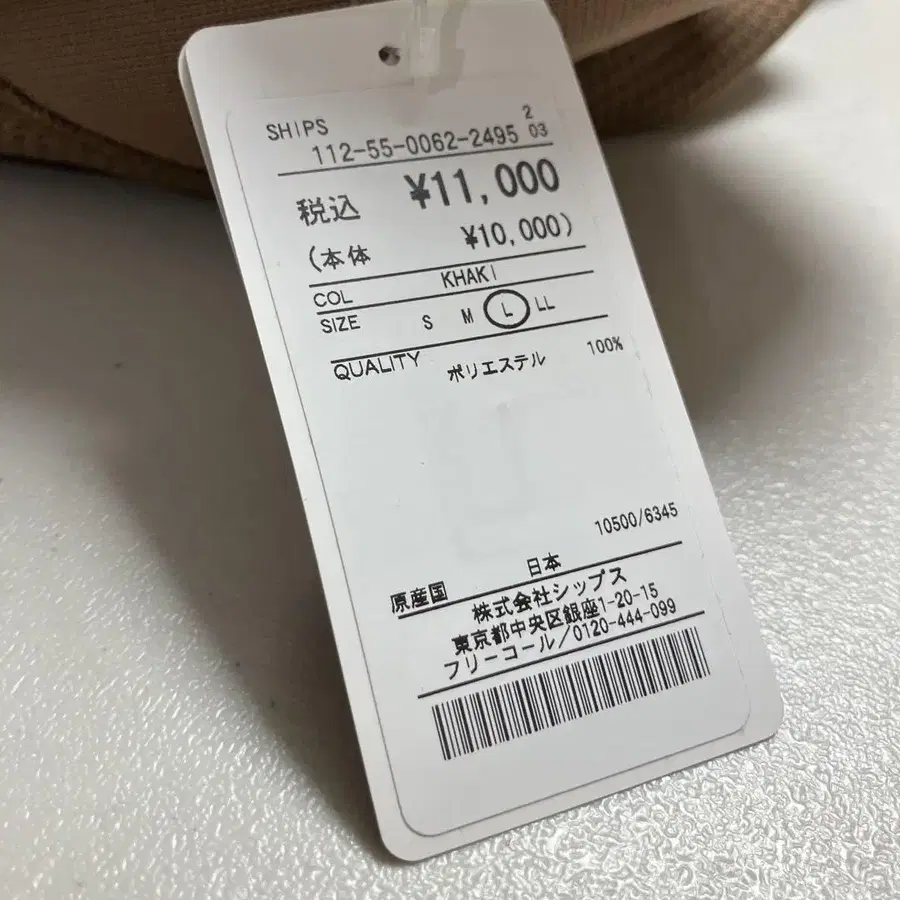 SHIPS
112-55-0062-2495 2 03
税込 ¥11,000
(本体 ¥10,000)
COL KHAKI
SIZE S M L LL
QUALITY ポリエステル 100%
10500/6345
原産国 日本
株式会社シップス
東京都中央区銀座1-20-15
フリーコール/0120-444-099